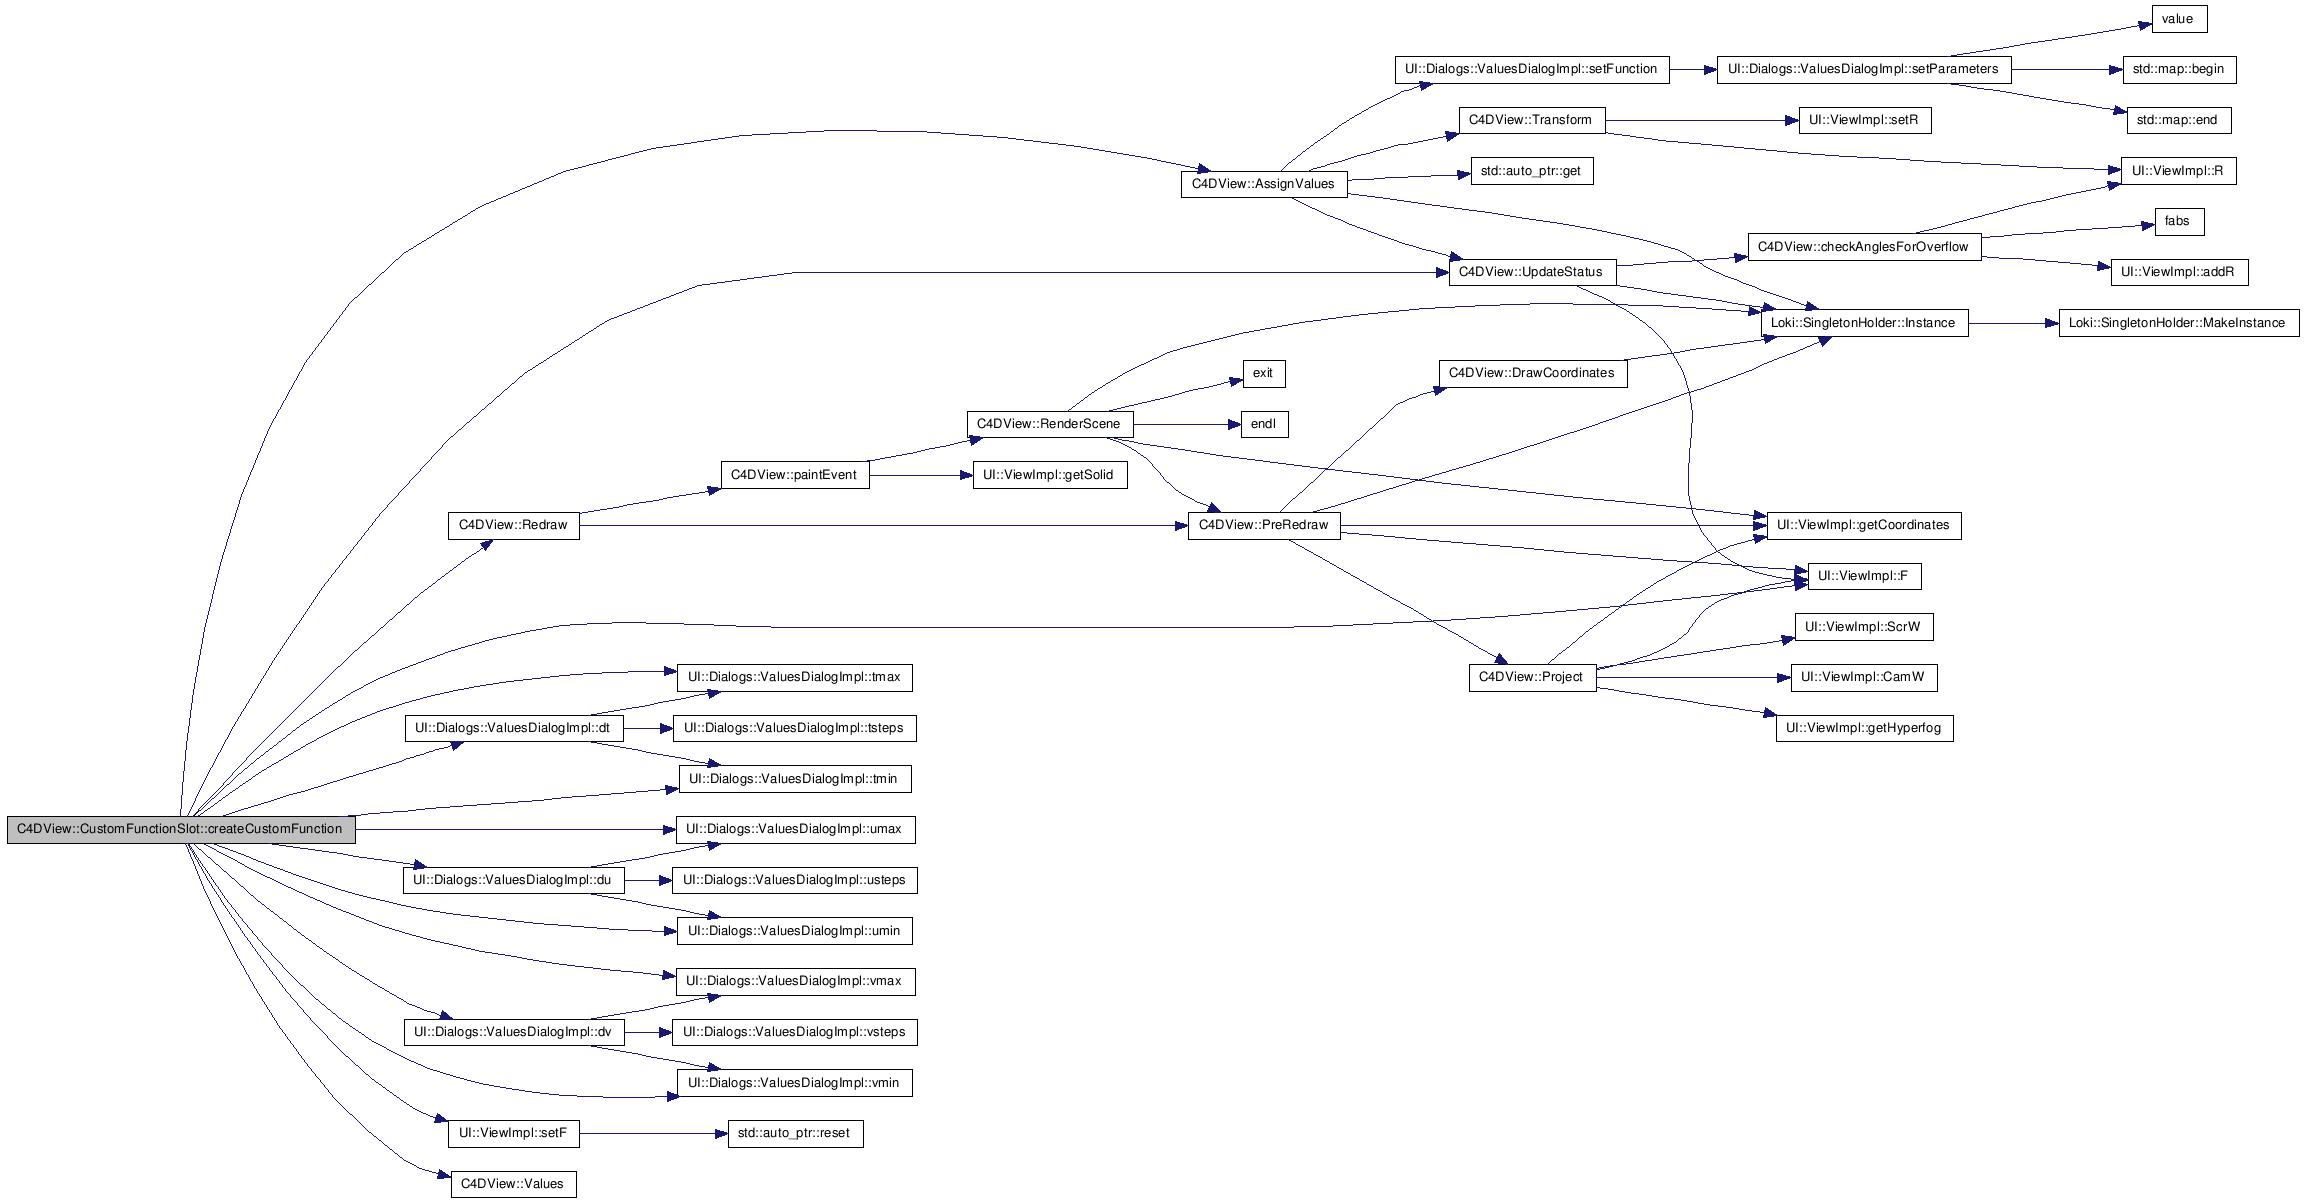 value
UI::Dialogs::ValuesDialogImpl::setFunction
UI::Dialogs::ValuesDialogImpl::setParameters
std::map::begin
C4DView::Transform
UI::ViewImpl::setR
std::map::end
std::auto_ptr::get
UI::ViewImpl::R
C4DView::AssignValues
fabs
C4DView::checkAnglesForOverflow
C4DView::UpdateStatus
UI::ViewImpl::addR
Loki::SingletonHolder::Instance
Loki::SingletonHolder::MakeInstance
exit
C4DView::DrawCoordinates
C4DView::RenderScene
endl
C4DView::paintEvent
UI::ViewImpl::getSolid
C4DView::Redraw
C4DView::PreRedraw
UI::ViewImpl::getCoordinates
UI::ViewImpl::F
UI::ViewImpl::ScrW
UI::Dialogs::ValuesDialogImpl::tmax
C4DView::Project
UI::ViewImpl::CamW
UI::Dialogs::ValuesDialogImpl::dt
UI::Dialogs::ValuesDialogImpl::tsteps
UI::ViewImpl::getHyperfog
UI::Dialogs::ValuesDialogImpl::tmin
C4DView::CustomFunctionSlot::createCustomFunction
UI::Dialogs::ValuesDialogImpl::umax
UI::Dialogs::ValuesDialogImpl::du
UI::Dialogs::ValuesDialogImpl::usteps
UI::Dialogs::ValuesDialogImpl::umin
UI::Dialogs::ValuesDialogImpl::vmax
UI::Dialogs::ValuesDialogImpl::dv
UI::Dialogs::ValuesDialogImpl::vsteps
UI::Dialogs::ValuesDialogImpl::vmin
UI::ViewImpl::setF
std::auto_ptr::reset
C4DView::Values